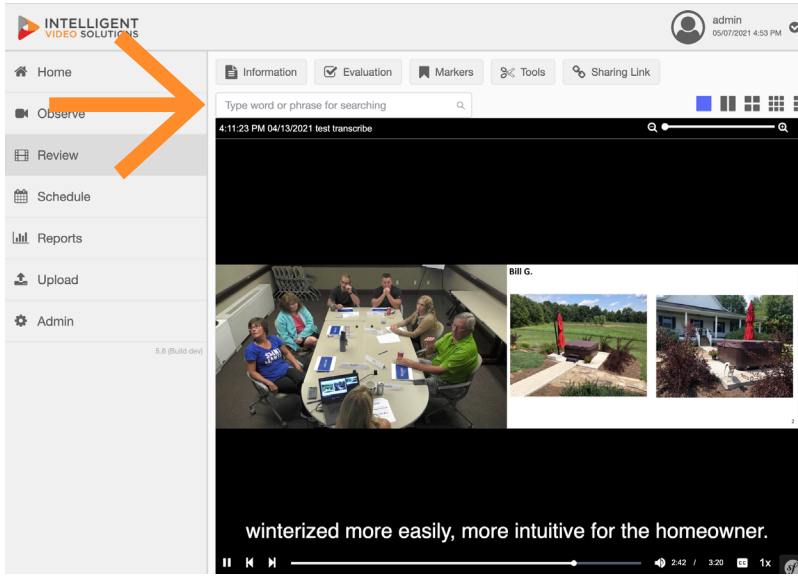 INTELLIGENT
VIDEO SOLUTIONS
admin
05/07/2021 4:53 PM
Home
Observe
Review
Schedule
Reports
Upload
Admin
5.6 (Build dev)
Information
Evaluation
Markers
Tools
Sharing Link
Type word or phrase for searching
4:11:23 PM 04/13/2021 test transcribe
Bill G.
2
winterized more easily, more intuitive for the homeowner.
2:42 / 3:20
CC
1x
sf